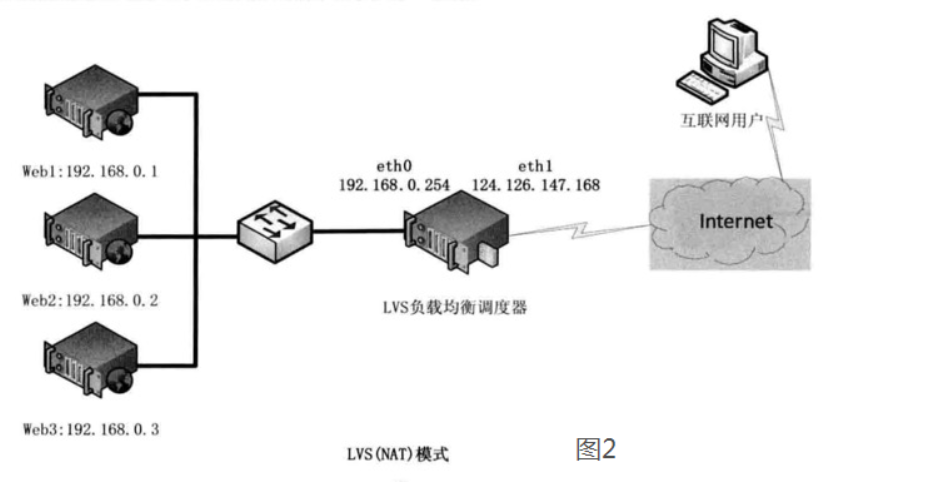 互联网用户
Web1:192.168.0.1
eth0
192.168.0.254
eth1
124.126.147.168
Internet
Web2:192.168.0.2
LVS负载均衡调度器
Web3:192.168.0.3
LVS(NAT)模式
图2